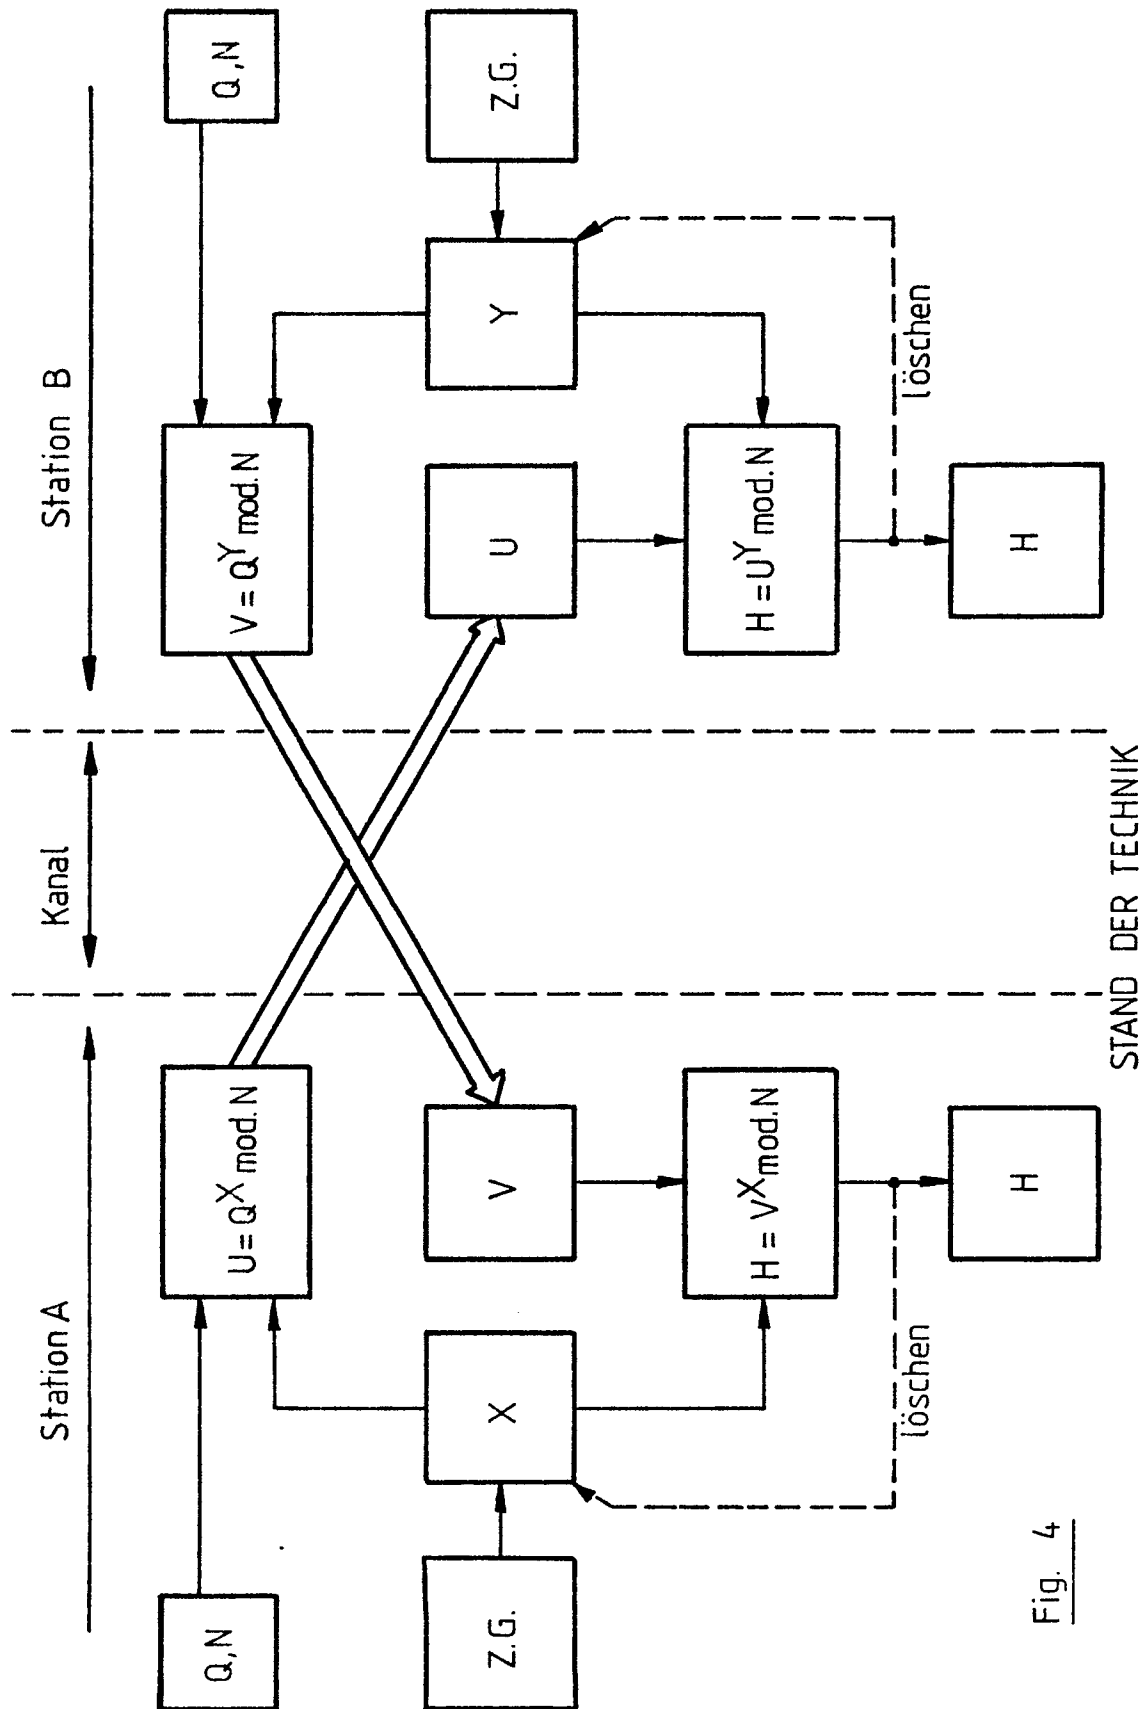 Station A
Kanal
Station B
Q,N
U = Q^X mod. N
V = Q^Y mod. N
Q,N
Z.G.
X
V
U
Y
Z.G.
H = V^X mod. N
H = U^Y mod. N
löschen
löschen
H
H
Fig. 4
STAND DER TECHNIK